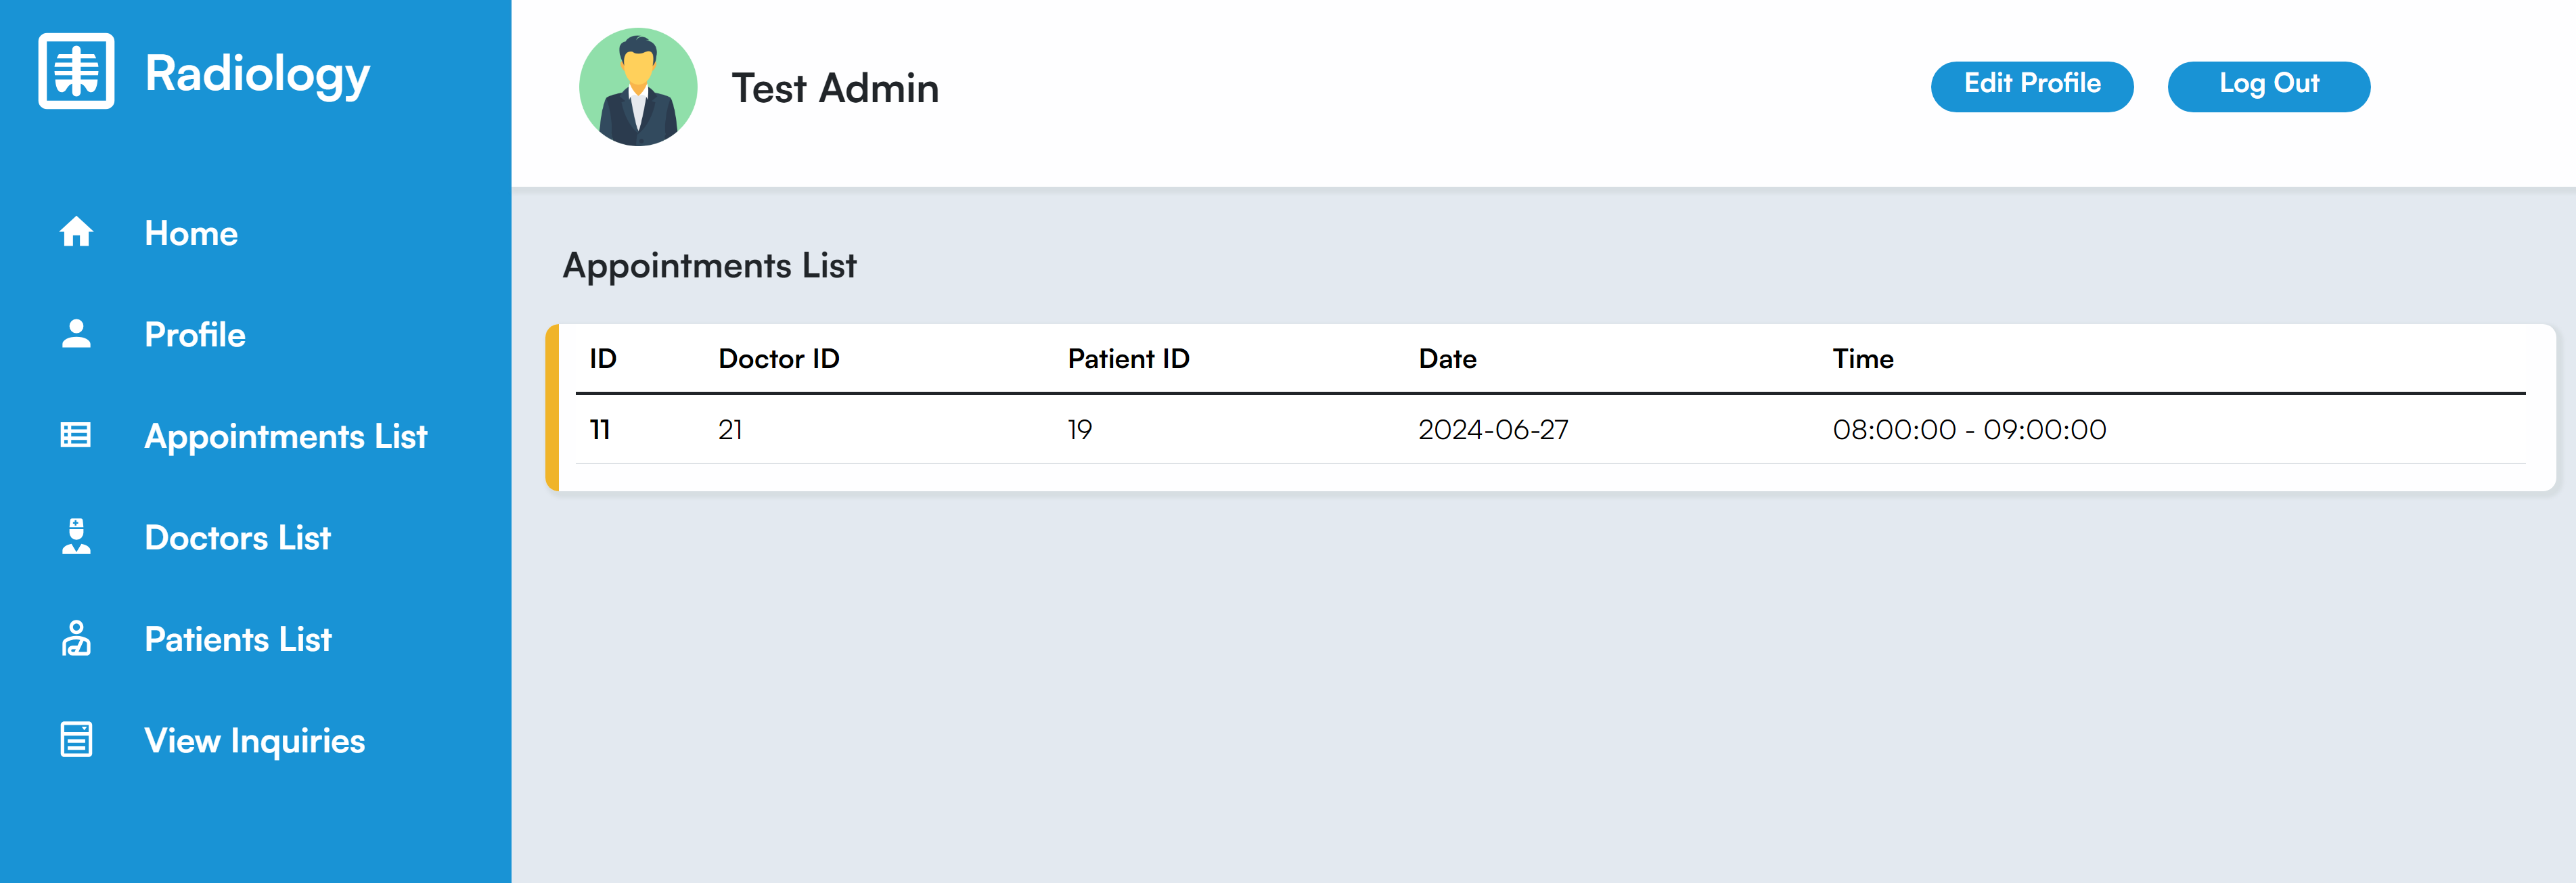 Radiology
Home
Profile
Appointments List
Doctors List
Patients List
View Inquiries
Test Admin
Edit Profile
Log Out
Appointments List
ID Doctor ID Patient ID Date Time
11 21 19 2024-06-27 08:00:00 - 09:00:00